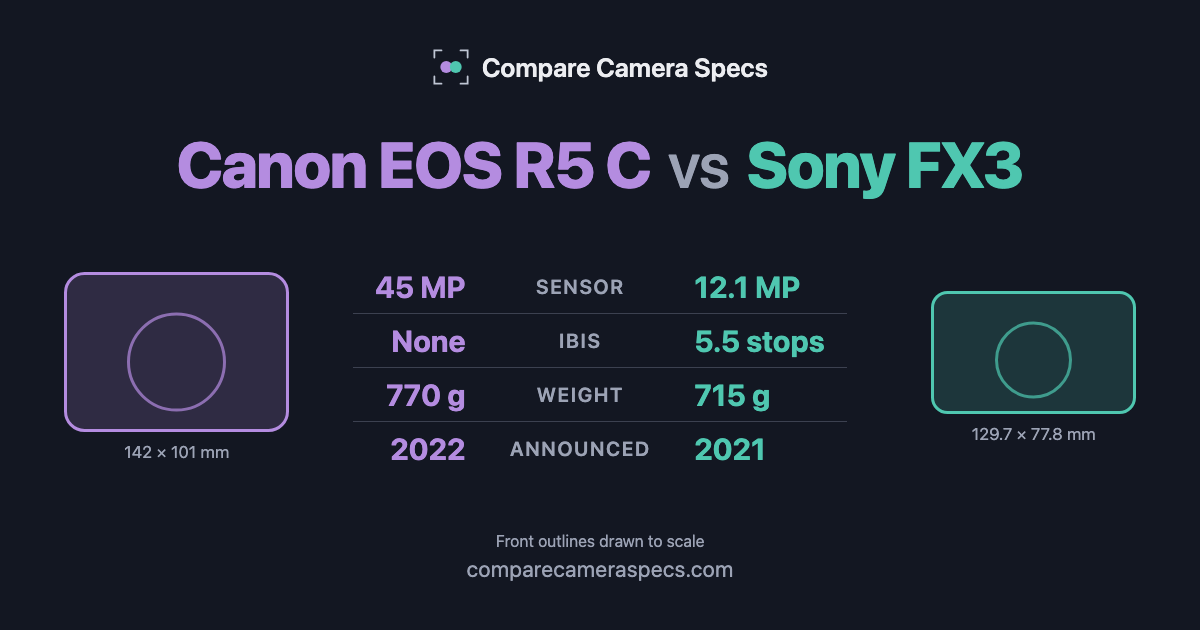 Compare Camera Specs
Canon EOS R5 C vs Sony FX3
45 MP SENSOR 12.1 MP
None IBIS 5.5 stops
770 g WEIGHT 715 g
2022 ANNOUNCED 2021
142 × 101 mm
129.7 × 77.8 mm
Front outlines drawn to scale
comparecameraspecs.com